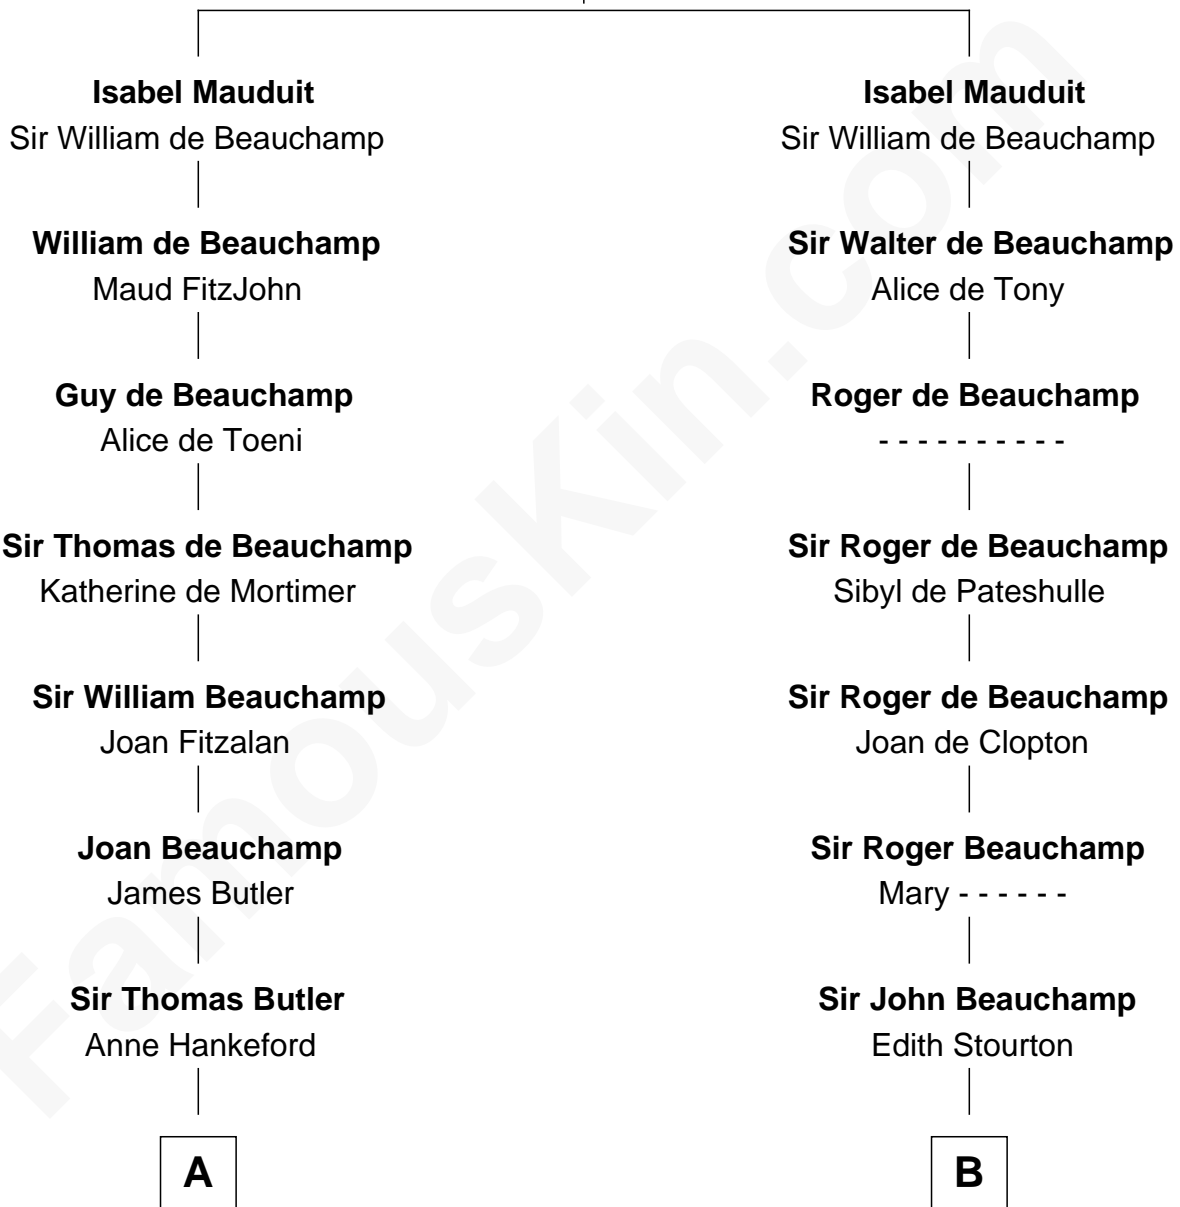 Isabel Mauduit
Sir William de Beauchamp
William de Beauchamp
Maud FitzJohn
Guy de Beauchamp
Alice de Toeni
Sir Thomas de Beauchamp
Katherine de Mortimer
Sir William Beauchamp
Joan Fitzalan
Joan Beauchamp
James Butler
Sir Thomas Butler
Anne Hankeford
A
Isabel Mauduit
Sir William de Beauchamp
Sir Walter de Beauchamp
Alice de Tony
Roger de Beauchamp
- - - - - - - - - -
Sir Roger de Beauchamp
Sibyl de Pateshulle
Sir Roger de Beauchamp
Joan de Clopton
Sir Roger Beauchamp
Mary - - - - - -
Sir John Beauchamp
Edith Stourton
B
FamousKin.com